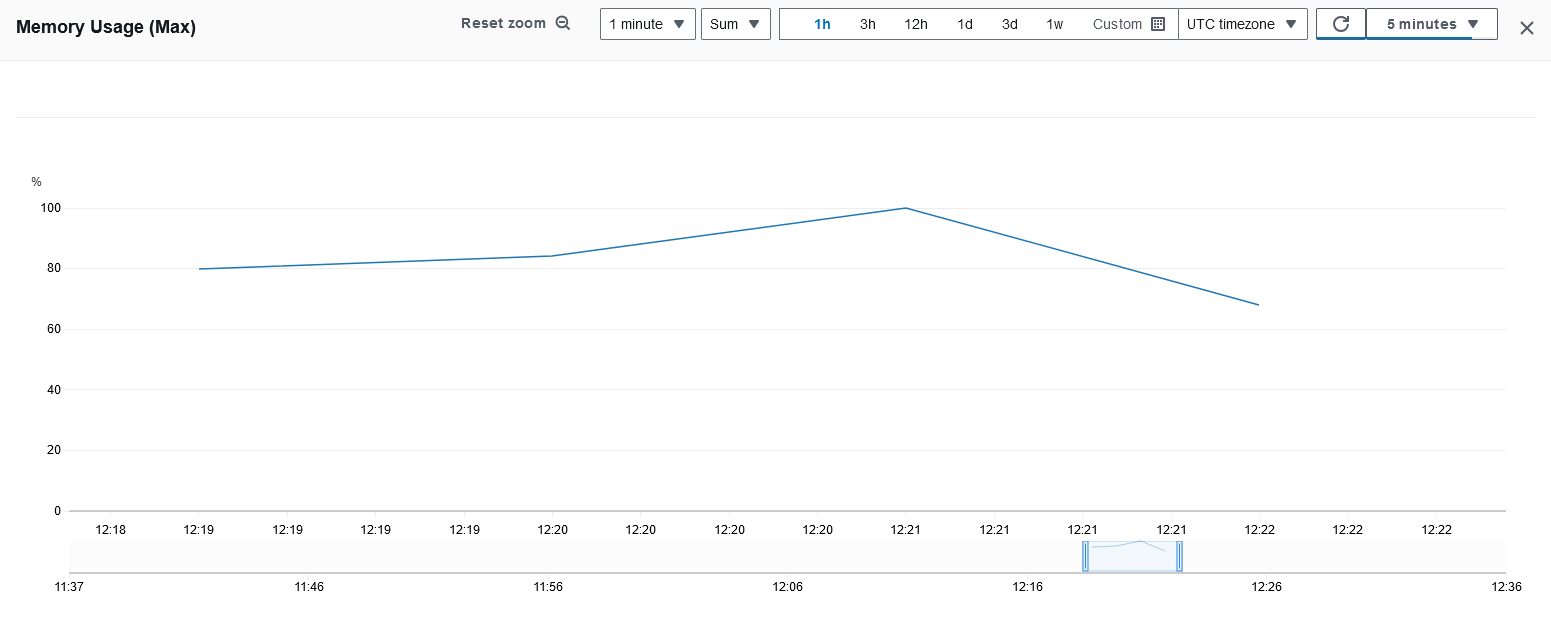 Memory Usage (Max) Reset zoom 1 minute Sum 1h 3h 12h 1d 3d 1w Custom UTC timezone 5 minutes
%
100
80
60
40
20
0
12:18 12:19 12:19 12:19 12:19 12:20 12:20 12:20 12:20 12:21 12:21 12:21 12:21 12:22 12:22 12:22
11:37 11:46 11:56 12:06 12:16 12:26 12:36